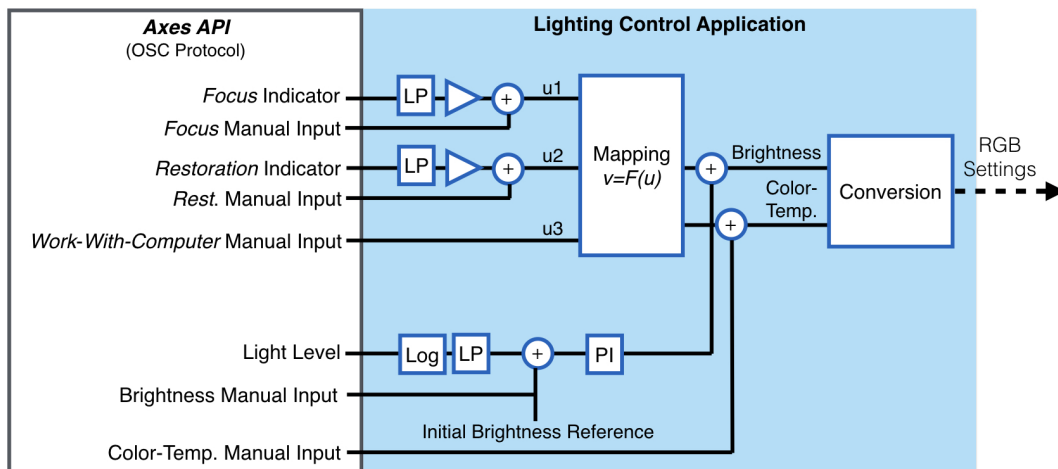 Axes API
(OSC Protocol)
Lighting Control Application
Focus Indicator
LP
+
u1
Focus Manual Input
Restoration Indicator
LP
+
u2
Rest. Manual Input
Work-With-Computer Manual Input
u3
Mapping
v=F(u)
+
Brightness
Color-
Temp.
+
Conversion
RGB
Settings
Light Level
Log
LP
+
PI
Brightness Manual Input
Initial Brightness Reference
Color-Temp. Manual Input